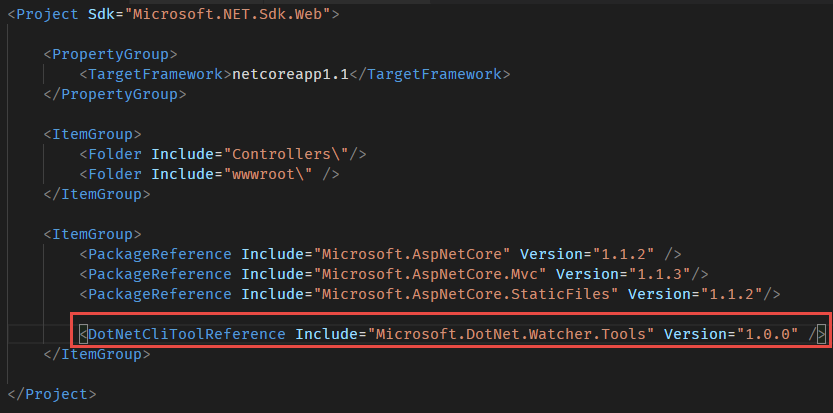 <Project Sdk="Microsoft.NET.Sdk.Web">
<PropertyGroup>
<TargetFramework>netcoreapp1.1</TargetFramework>
</PropertyGroup>
<ItemGroup>
<Folder Include="Controllers\"/>
<Folder Include="wwwroot\" />
</ItemGroup>
<ItemGroup>
<PackageReference Include="Microsoft.AspNetCore" Version="1.1.2" />
<PackageReference Include="Microsoft.AspNetCore.Mvc" Version="1.1.3"/>
<PackageReference Include="Microsoft.AspNetCore.StaticFiles" Version="1.1.2"/>
<DotNetCliToolReference Include="Microsoft.DotNet.Watcher.Tools" Version="1.0.0" />
</ItemGroup>
</Project>